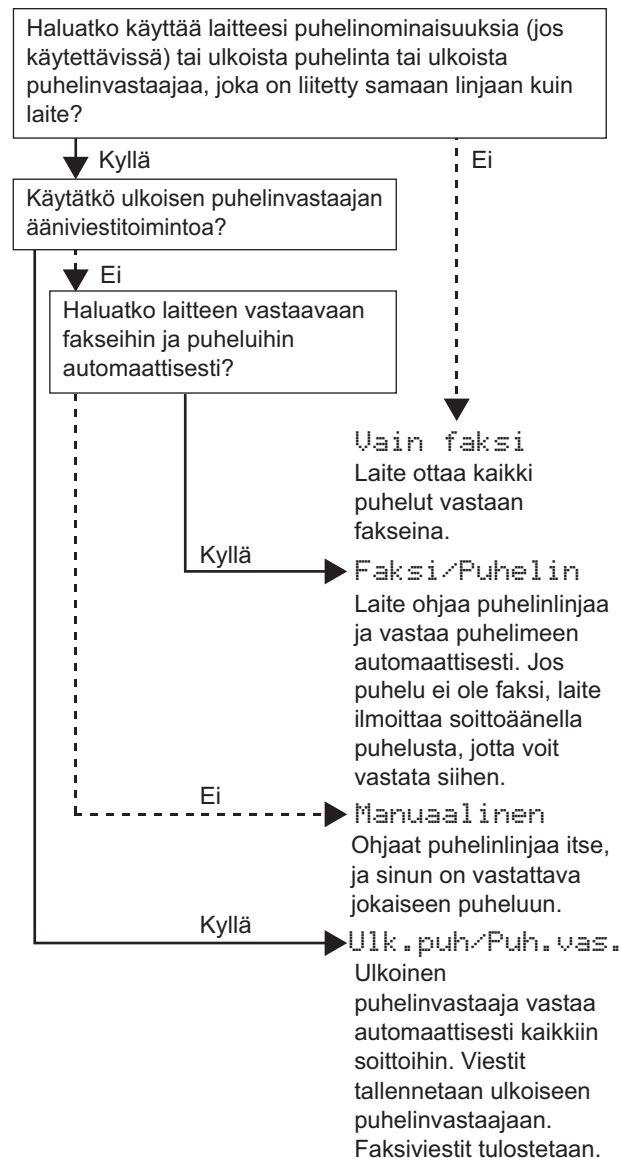 Haluatko käyttää laitteesi puhelinominaisuuksia (jos
käytettävissä) tai ulkoista puhelinta tai ulkoista
puhelinvastaajaa, joka on liitetty samaan linjaan kuin
laite?
Kyllä
Ei
Käytätkö ulkoisen puhelinvastaajan
ääniviestitoimintoa?
Ei
Haluatko laitteen vastaavaan
fakseihin ja puheluihin
automaattisesti?
Vain faksi
Laite ottaa kaikki
puhelut vastaan
fakseina.
Kyllä
Faksi/Puhelin
Laite ohjaa puhelinlinjaa
ja vastaa puhelimeen
automaattisesti. Jos
puhelu ei ole faksi, laite
ilmoittaa soittoäänella
puhelusta, jotta voit
vastata siihen.
Ei
Manuaalinen
Ohjaat puhelinlinjaa itse,
ja sinun on vastattava
jokaiseen puheluun.
Kyllä
Ulk.puh/Puh.vas.
Ulkoinen
puhelinvastaaja vastaa
automaattisesti kaikkiin
soittoihin. Viestit
tallennetaan ulkoiseen
puhelinvastaajaan.
Faksiviestit tulostetaan.